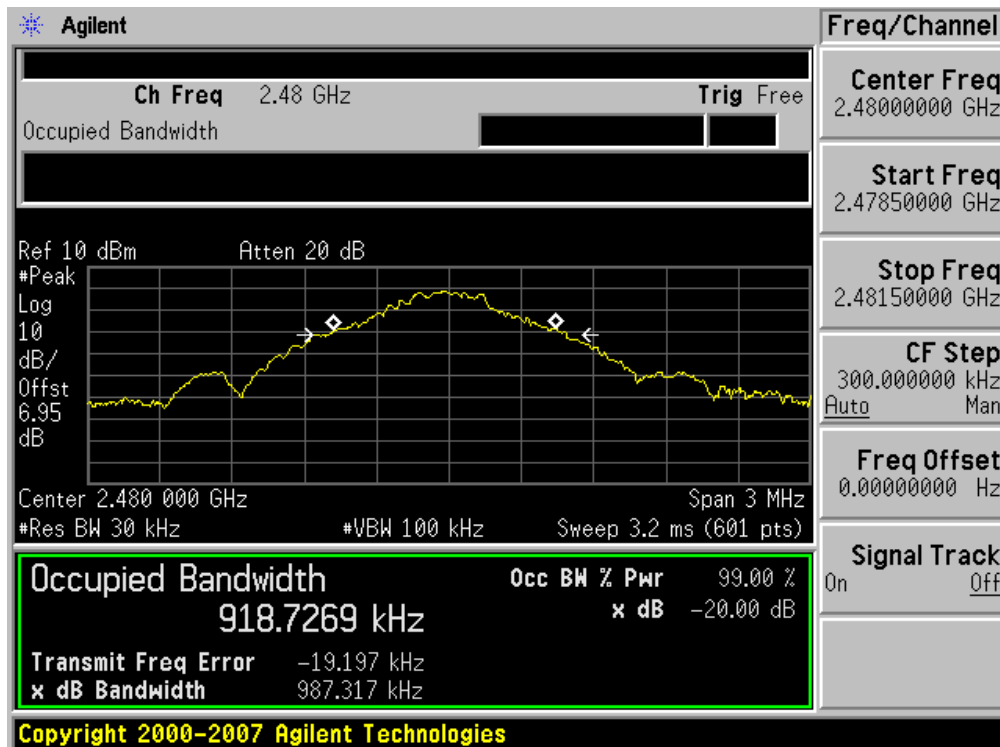 Agilent
Freq/Channel
Ch Freq 2.48 GHz Trig Free
Occupied Bandwidth
Center Freq
2.48000000 GHz
Start Freq
2.47850000 GHz
Stop Freq
2.48150000 GHz
CF Step
300.000000 kHz
Auto Man
Freq Offset
0.00000000 Hz
Signal Track
On Off
Ref 10 dBm Atten 20 dB
#Peak
Log
10
dB/
Offst
6.95
dB
Center 2.480 000 GHz Span 3 MHz
#Res BW 30 kHz #VBW 100 kHz Sweep 3.2 ms (601 pts)
Occupied Bandwidth
918.7269 kHz
Occ BW % Pwr 99.00 %
x dB -20.00 dB
Transmit Freq Error -19.197 kHz
x dB Bandwidth 987.317 kHz
Copyright 2000-2007 Agilent Technologies